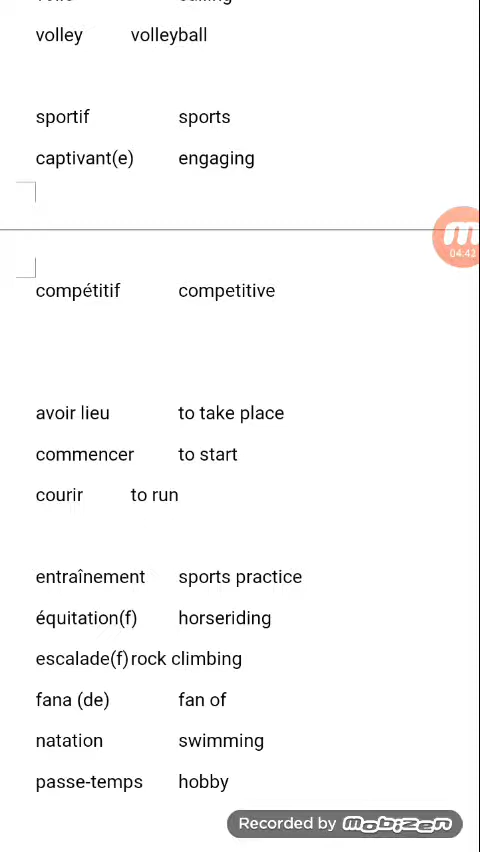 volley volleyball
sportif sports
captivant(e) engaging
04:42
compétitif competitive
avoir lieu to take place
commencer to start
courir to run
entraînement sports practice
équitation(f) horseriding
escalade(f) rock climbing
fana (de) fan of
natation swimming
passe-temps hobby
Recorded by mobizen